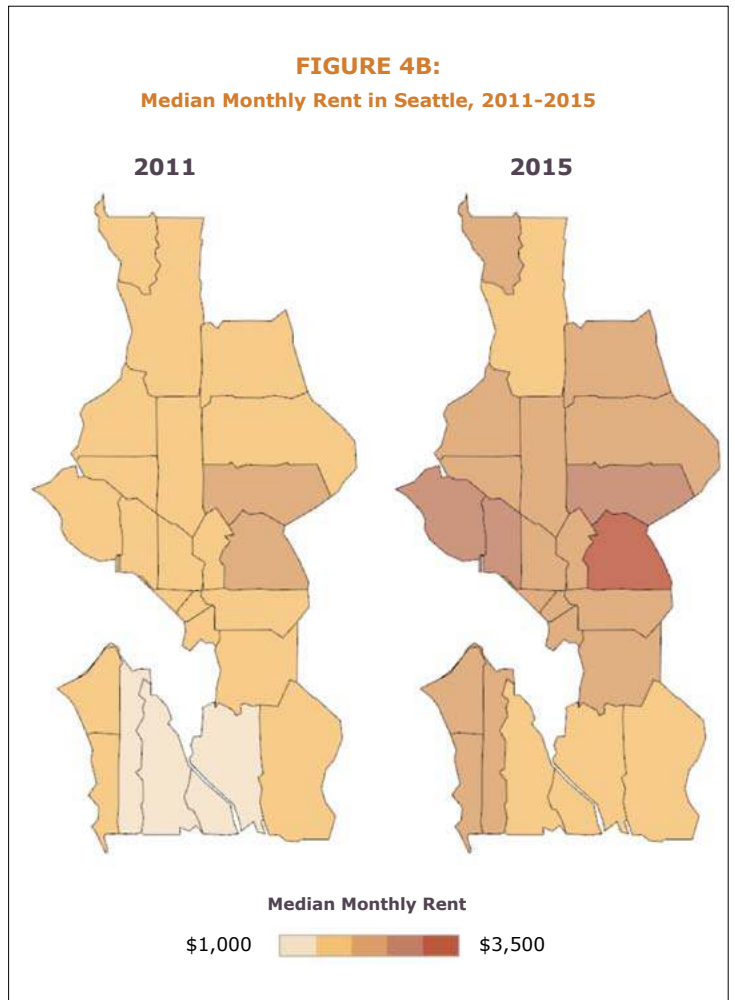 FIGURE 4B:
Median Monthly Rent in Seattle, 2011-2015
2011
2015
Median Monthly Rent
$1,000
$3,500